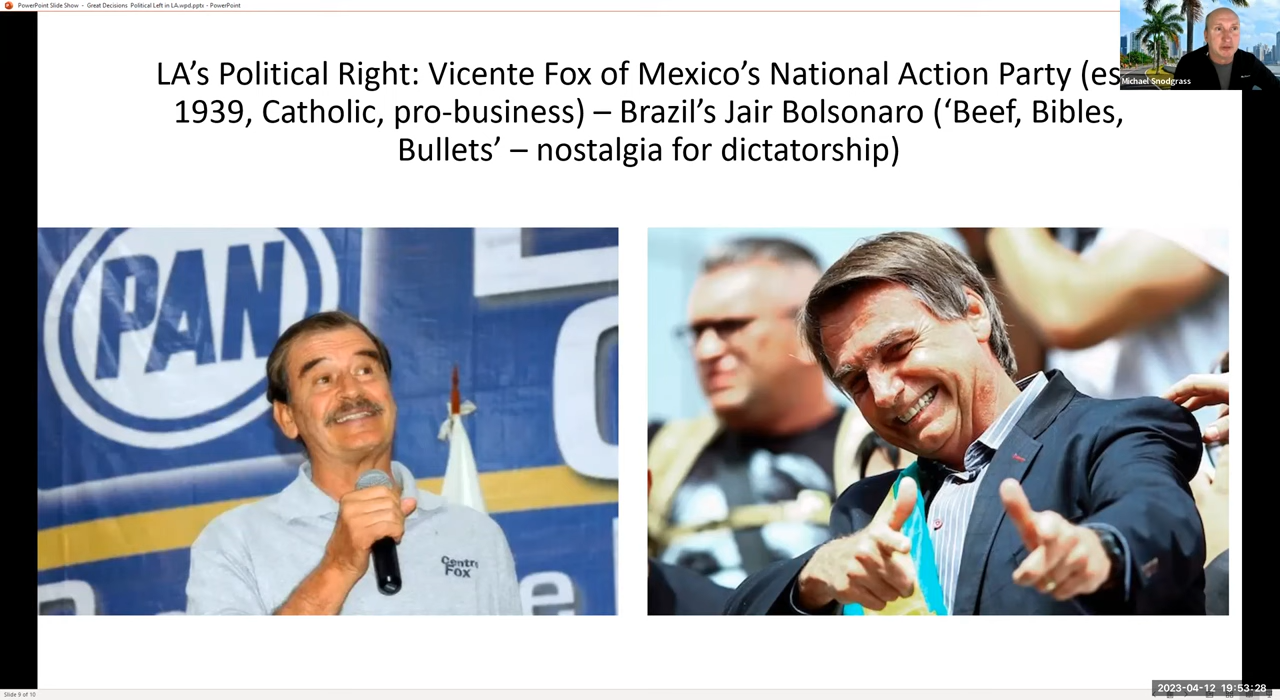 PowerPoint Slide Show - Great Decisions Political Left in LA.wpd.pptx - PowerPoint
Michael Snodgrass
LA's Political Right: Vicente Fox of Mexico's National Action Party (es
1939, Catholic, pro-business) – Brazil's Jair Bolsonaro ('Beef, Bibles,
Bullets' – nostalgia for dictatorship)
PAN
Centro
Fox
Slide 9 of 10
2023-04-12 19:53:28